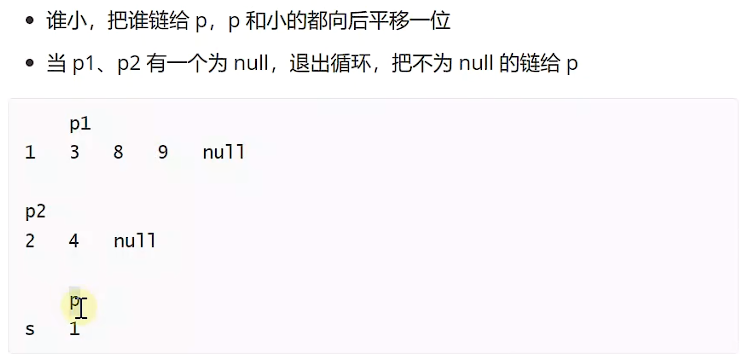 谁小，把谁链给 p，p 和小的都向后平移一位
当 p1、p2 有一个为 null，退出循环，把不为 null 的链给 p
p1
1 3 8 9 null
p2
2 4 null
p
s 1